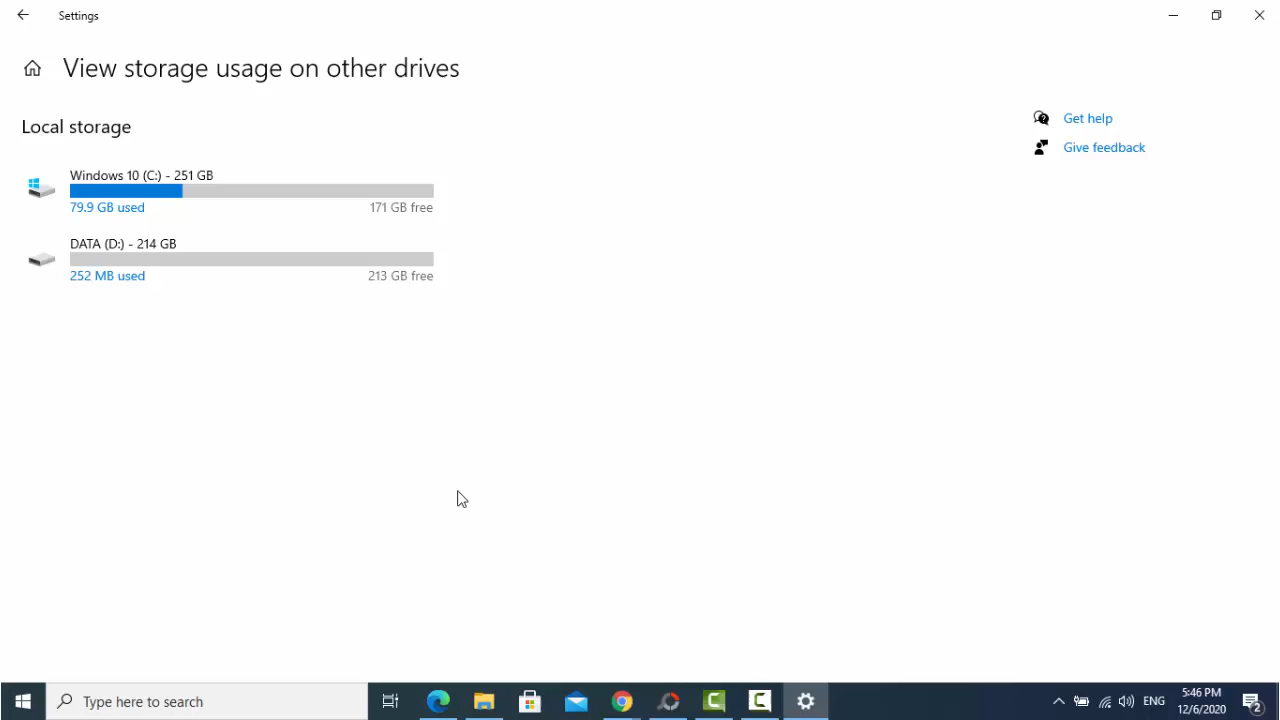 Settings
View storage usage on other drives
Local storage
Windows 10 (C:) - 251 GB
79.9 GB used
171 GB free
DATA (D:) - 214 GB
252 MB used
213 GB free
Get help
Give feedback
Type here to search
ENG
5:46 PM
12/6/2020
2